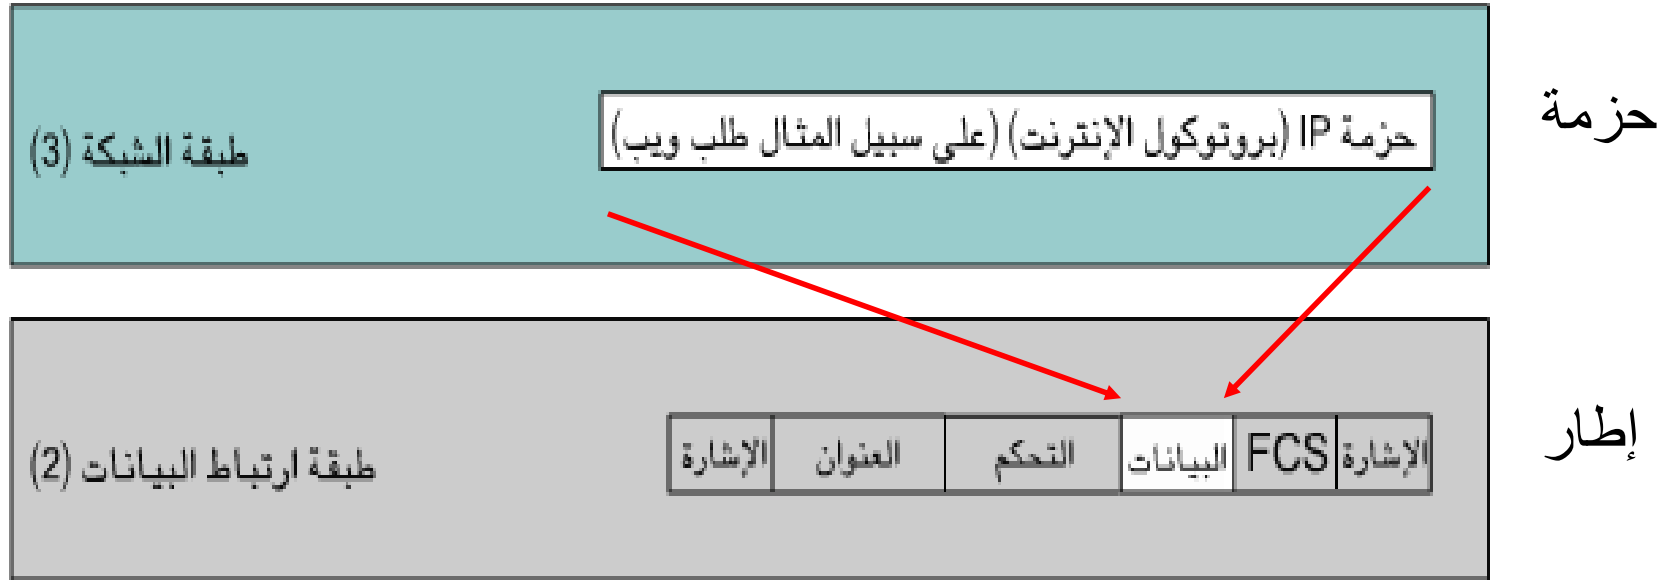 حزمة
حزمة IP (بروتوكول الإنترنت) (على سبيل المثال طلب ويب)
طبقة الشبكة (3)
إطار
الإشارة FCS البيانات التحكم العنوان الإشارة
طبقة ارتباط البيانات (2)